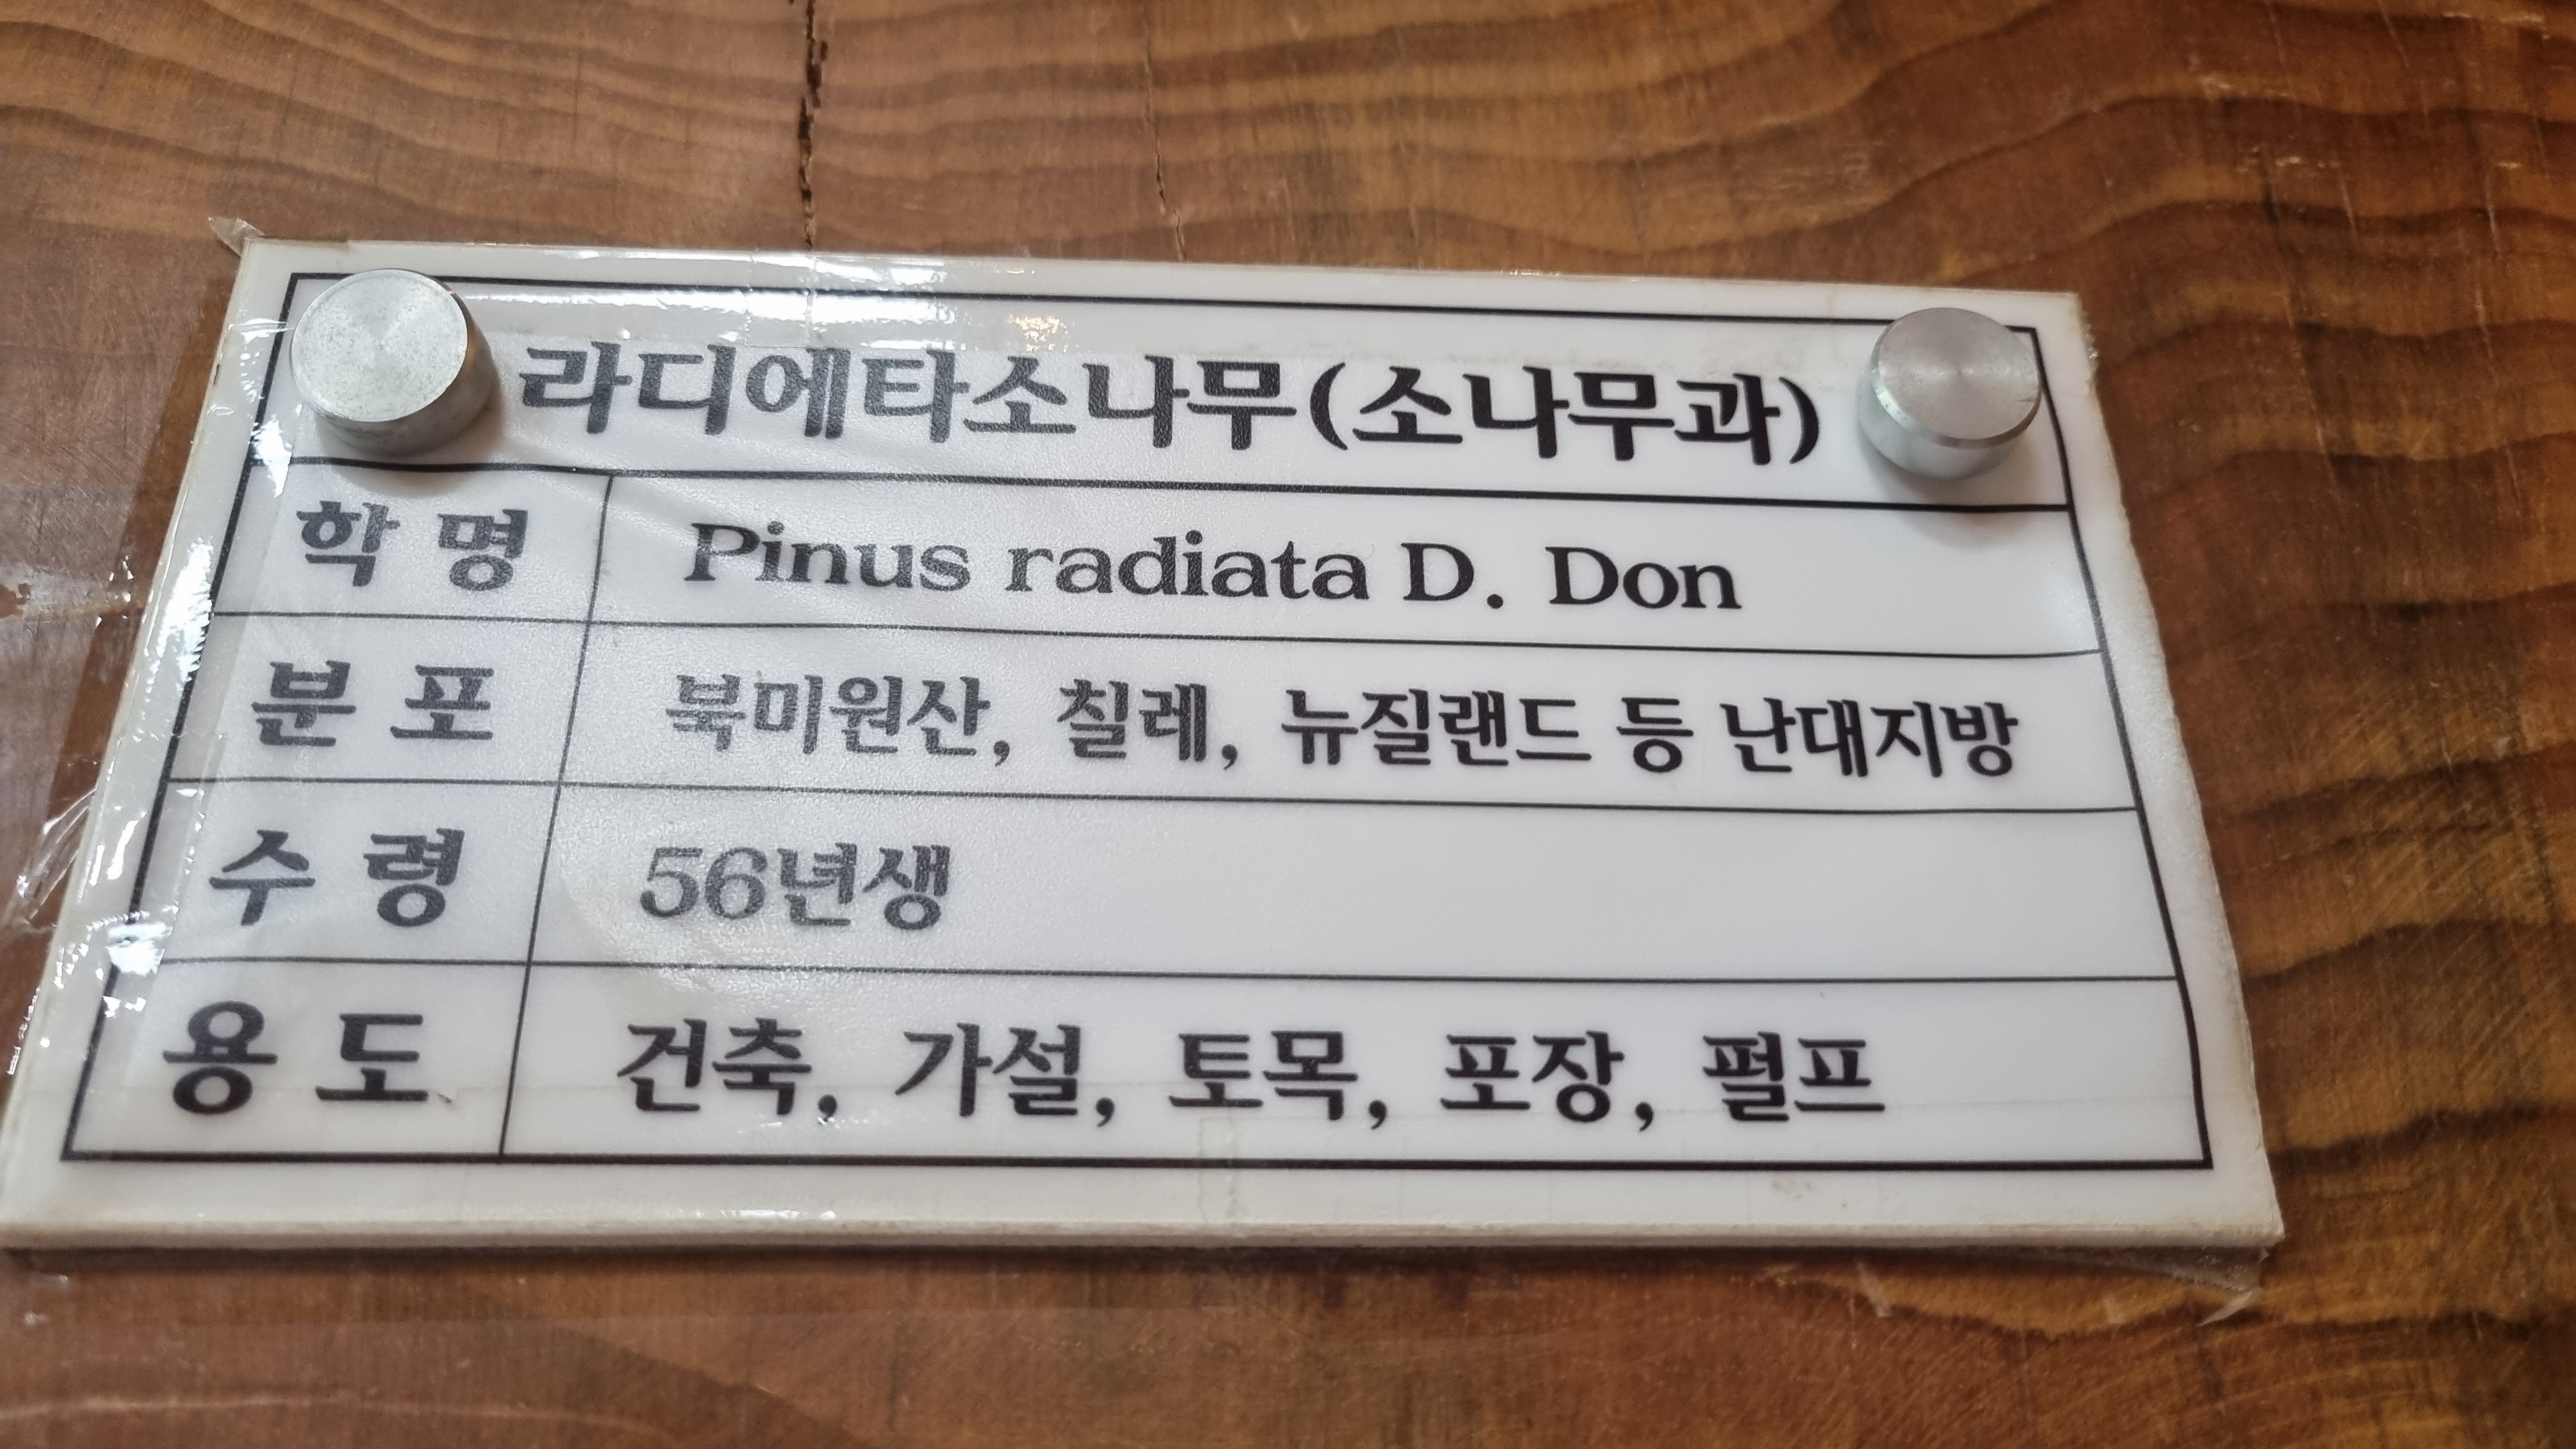 라디에타소나무(소나무과)
학 명 Pinus radiata D. Don
분 포 북미원산, 칠레, 뉴질랜드 등 난대지방
수 령 56년생
용 도 건축, 가설, 토목, 포장, 펄프